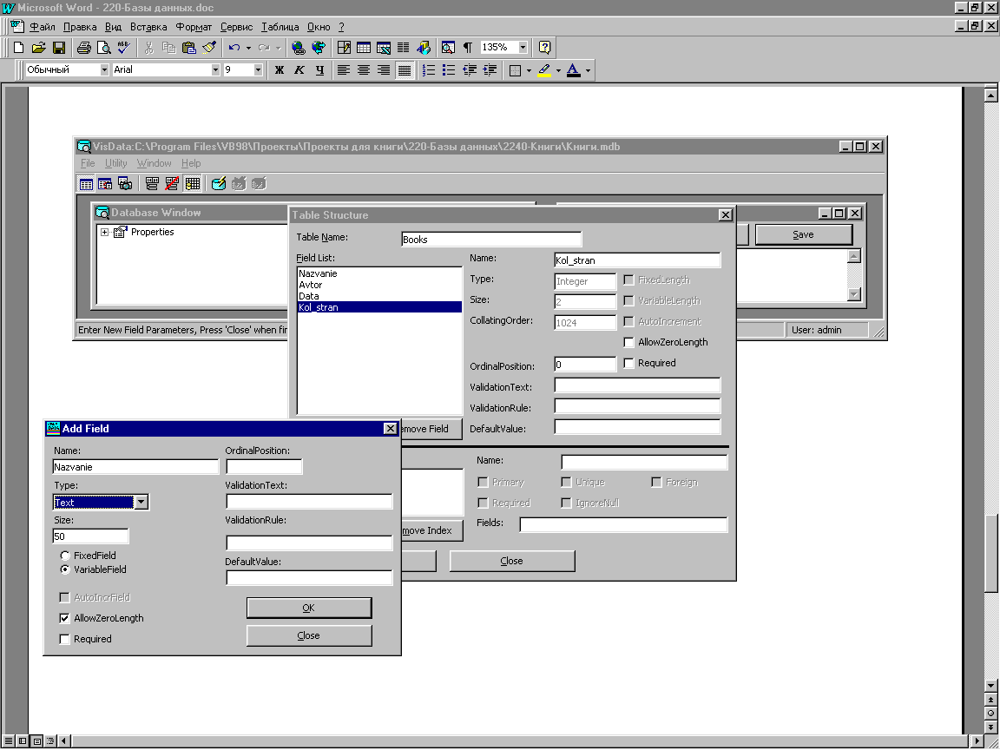 Microsoft Word - 220-Базы данных.doc
Файл Правка Вид Вставка Формат Сервис Таблица Окно ?
135%
Обычный Arial 9 Ж К Ч
VisData:C:\Program Files\VB98\Проекты\Проекты для книги\220-Базы данных\2240-Книги\Книги.mdb
File Utility Window Help
Database Window
Properties
Save
Enter New Field Parameters, Press 'Close' when fir
User: admin
Table Structure
Table Name: Books
Field List:
Nazvanie
Avtor
Data
Kol_stran
Name: Kol_stran
Type: Integer FixedLength
Size: 2 VariableLength
CollatingOrder: 1024 AutoIncrement
AllowZeroLength
OrdinalPosition: 0 Required
ValidationText:
ValidationRule:
DefaultValue:
emove Field
Name:
Primary Unique Foreign
Required IgnoreNull
Fields:
move Index
Close
Add Field
Name: OrdinalPosition:
Nazvanie
Type: ValidationText:
Text
Size: ValidationRule:
50
FixedField
VariableField
DefaultValue:
AutoIncrField
AllowZeroLength
Required
OK
Close